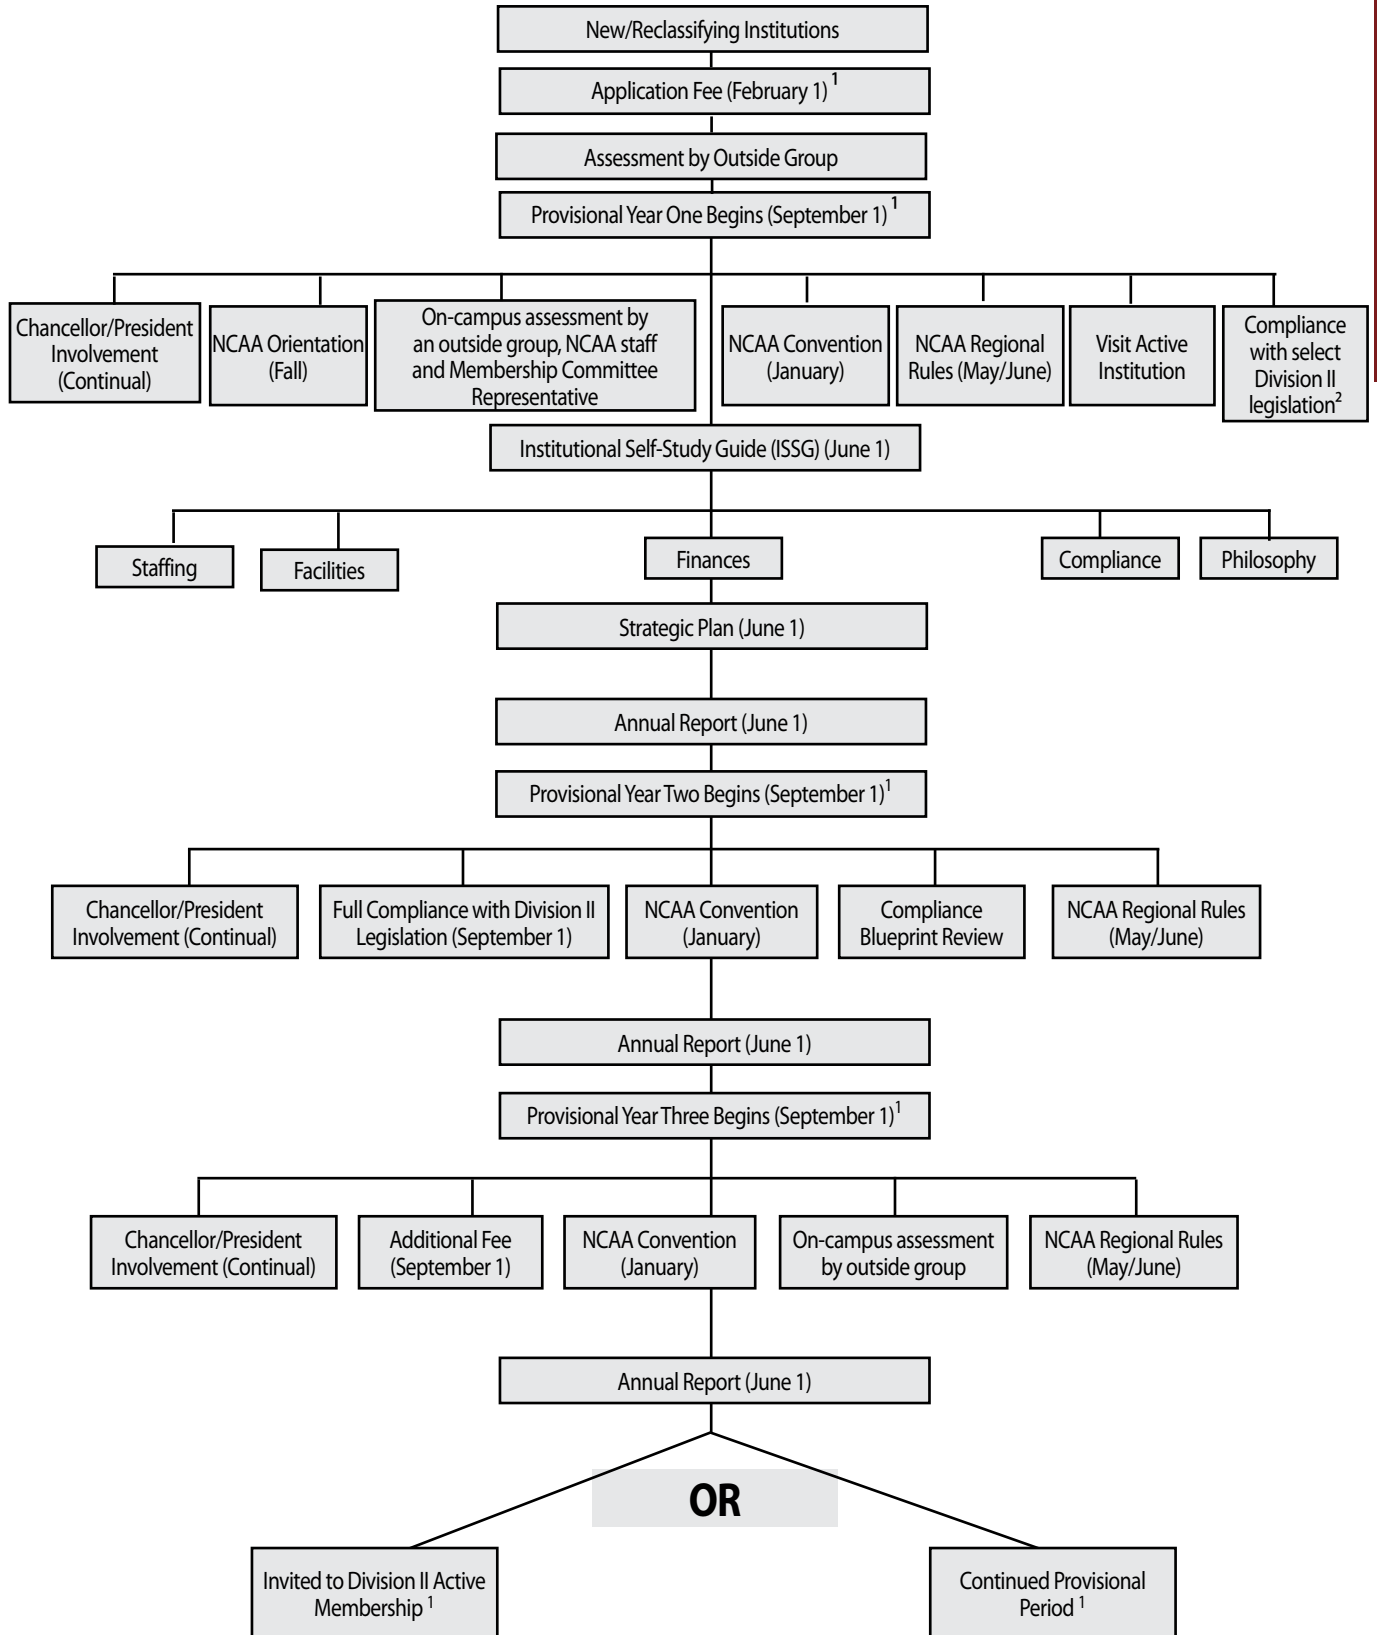 New/Reclassifying Institutions
Application Fee (February 1) 1
Assessment by Outside Group
Provisional Year One Begins (September 1) 1
Chancellor/President
Involvement
(Continual)
NCAA Orientation
(Fall)
On-campus assessment by
an outside group, NCAA staff
and Membership Committee
Representative
NCAA Convention
(January)
NCAA Regional
Rules (May/June)
Visit Active
Institution
Compliance
with select
Division II
legislation2
Institutional Self-Study Guide (ISSG) (June 1)
Staffing
Facilities
Finances
Compliance
Philosophy
Strategic Plan (June 1)
Annual Report (June 1)
Provisional Year Two Begins (September 1)1
Chancellor/President
Involvement (Continual)
Full Compliance with Division II
Legislation (September 1)
NCAA Convention
(January)
Compliance
Blueprint Review
NCAA Regional Rules
(May/June)
Annual Report (June 1)
Provisional Year Three Begins (September 1)1
Chancellor/President
Involvement (Continual)
Additional Fee
(September 1)
NCAA Convention
(January)
On-campus assessment
by outside group
NCAA Regional Rules
(May/June)
Annual Report (June 1)
OR
Invited to Division II Active
Membership 1
Continued Provisional
Period 1